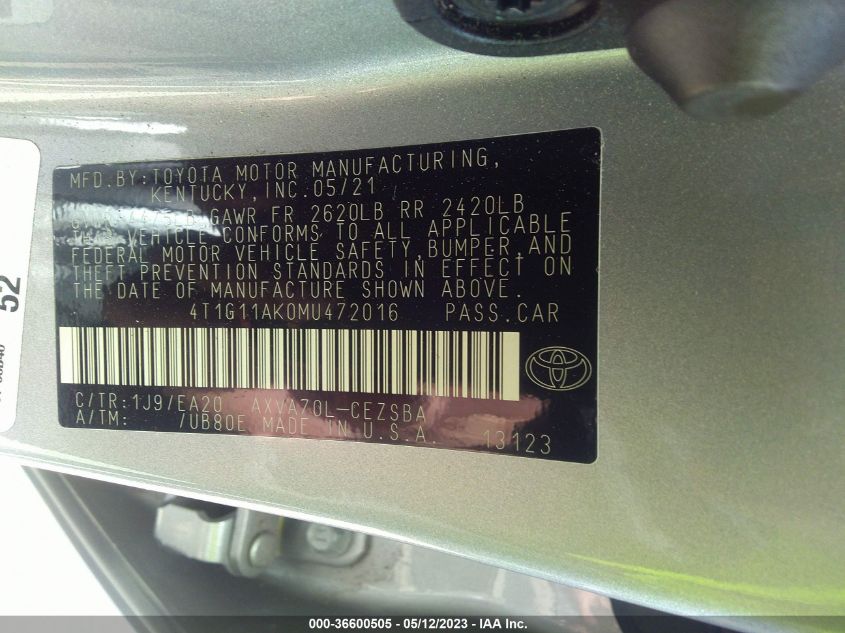 MFD.BY:TOYOTA MOTOR MANUFACTURING,
KENTUCKY, INC. 05/21
GAWR FR 2620LB RR 2420LB
THIS VEHICLE CONFORMS TO ALL APPLICABLE
FEDERAL MOTOR VEHICLE SAFETY,BUMPER,AND
THEFT PREVENTION STANDARDS IN EFFECT ON
THE DATE OF MANUFACTURE SHOWN ABOVE.
4T1G11AK0MU472016 PASS.CAR
C/TR:1J9/EA20 AXVA70L-CEZSBA
A/TM: /UB80E MADE IN U.S.A. 13123
52
000-36600505 - 05/12/2023 - IAA Inc.